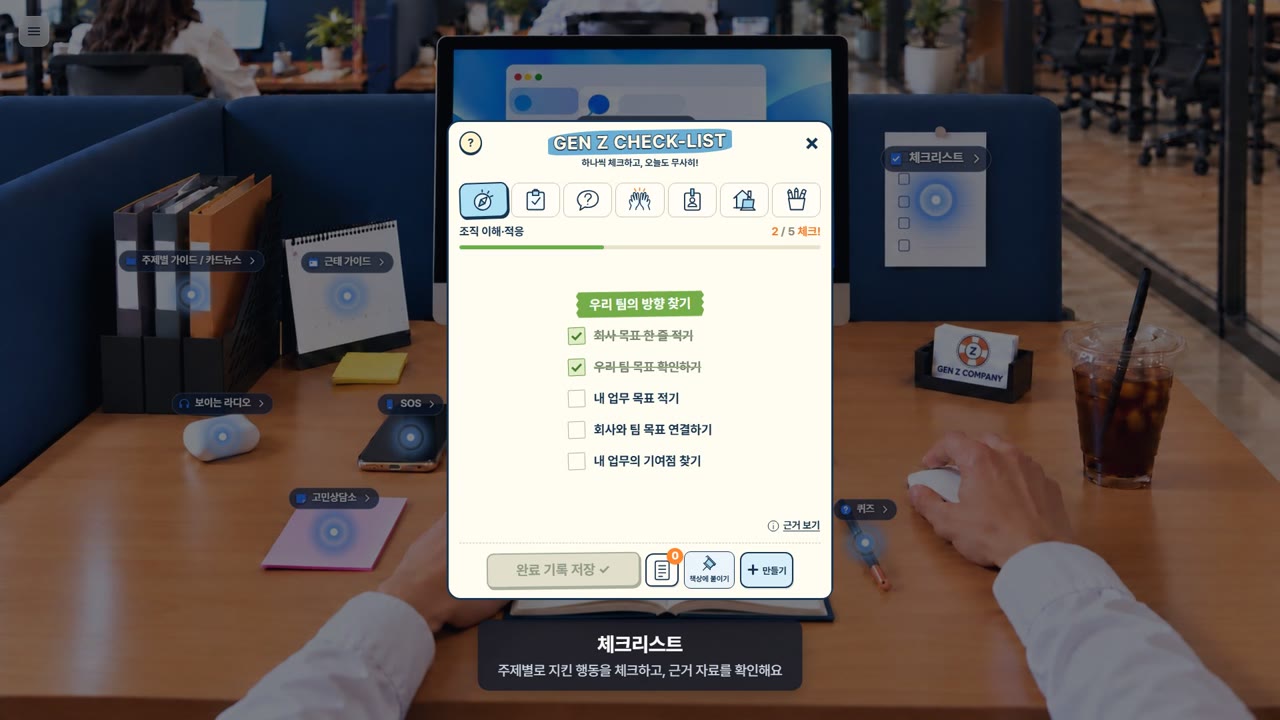 ?
GEN Z CHECK-LIST
하나씩 체크하고, 오늘도 무사히!
조직 이해·적응
2 / 5 체크!
우리 팀의 방향 찾기
회사 목표 한 줄 적기
우리 팀 목표 확인하기
내 업무 목표 적기
회사와 팀 목표 연결하기
내 업무의 기여점 찾기
근거 보기
완료 기록 저장
0
책상에 붙이기
만들기
체크리스트
주제별 가이드 / 카드뉴스
근태 가이드
보이는 라디오
SOS
고민상담소
퀴즈
Z
GEN Z COMPANY
체크리스트
주제별로 지킨 행동을 체크하고, 근거 자료를 확인해요